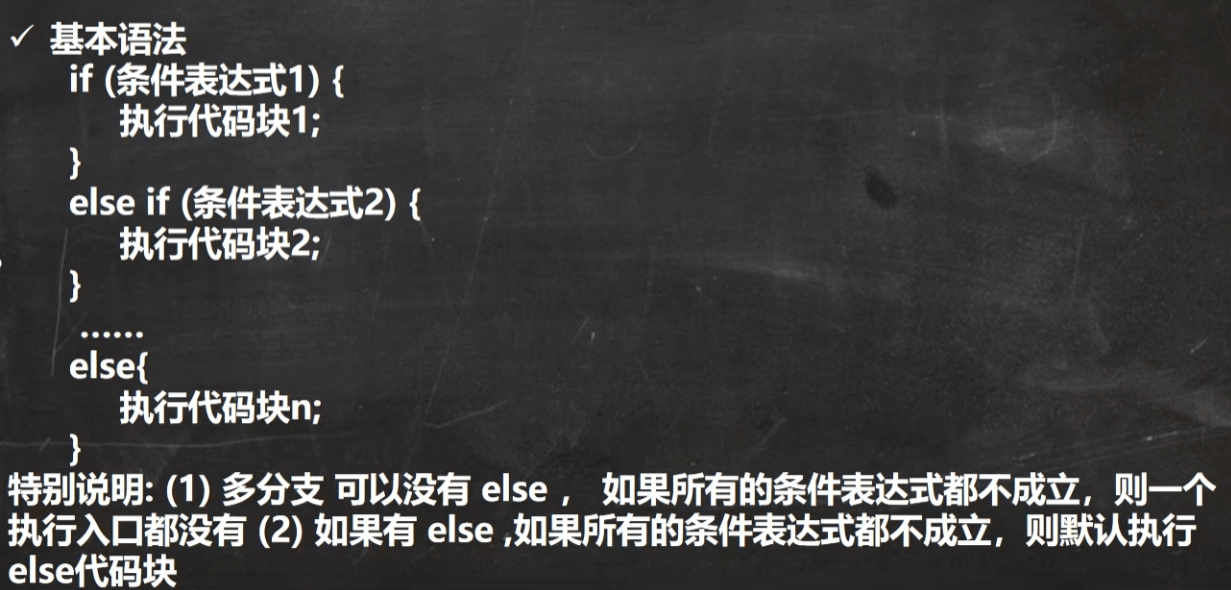 ✓ 基本语法
if (条件表达式1) {
执行代码块1;
}
else if (条件表达式2) {
执行代码块2;
}
……
else{
执行代码块n;
}
特别说明: (1) 多分支 可以没有 else ， 如果所有的条件表达式都不成立，则一个
执行入口都没有 (2) 如果有 else ,如果所有的条件表达式都不成立，则默认执行
else代码块